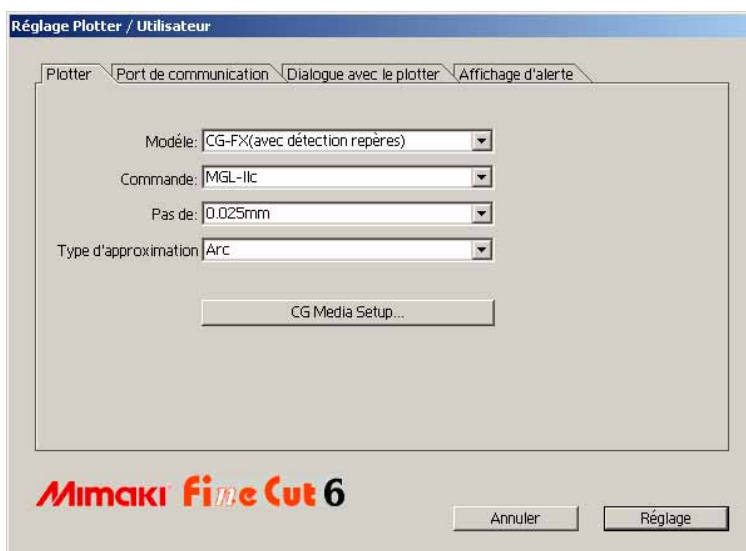 Réglage Plotter / Utilisateur
Plotter Port de communication Dialogue avec le plotter Affichage d'alerte
Modéle: CG-FX(avec détection repères)
Commande: MGL-IIc
Pas de: 0.025mm
Type d'approximation Arc
CG Media Setup...
Mimaki Fine Cut 6
Annuler Réglage